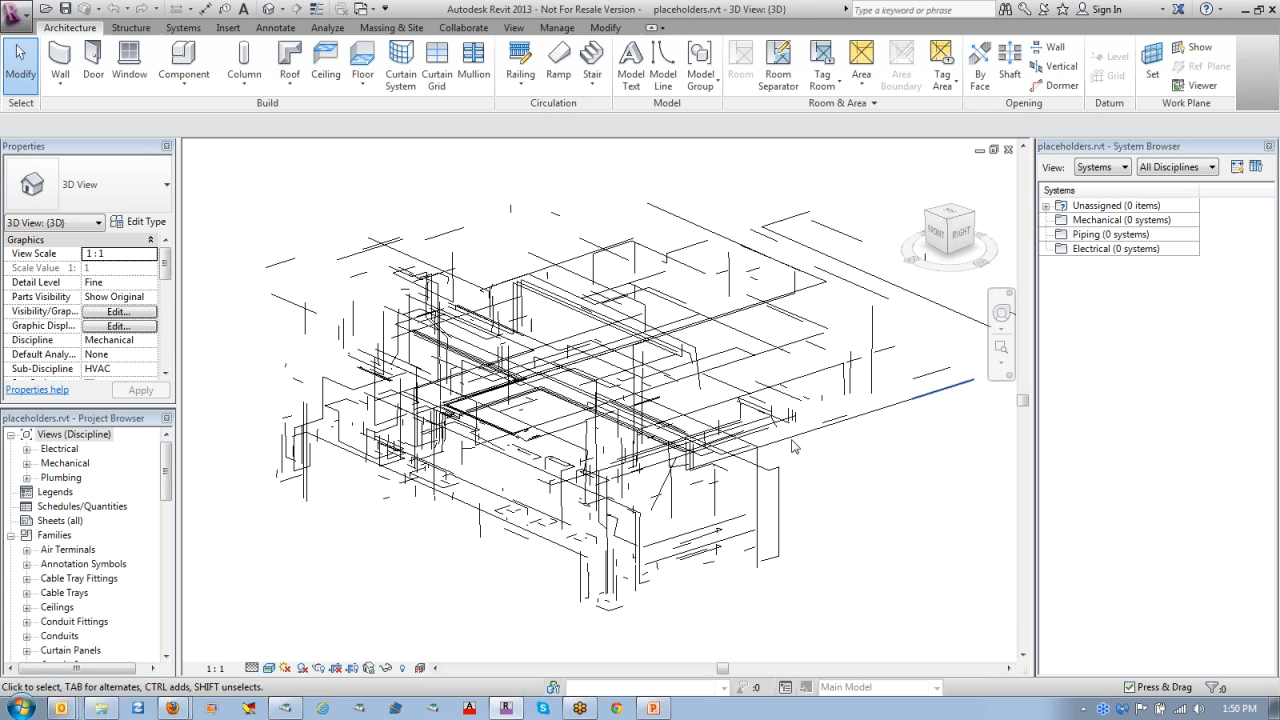 Autodesk Revit 2013 - Not For Resale Version - placeholders.rvt - 3D View: {3D}
Type a keyword or phrase
Sign In
Architecture Structure Systems Insert Annotate Analyze Massing & Site Collaborate View Manage Modify
Modify Wall Door Window Component Column Roof Ceiling Floor Curtain System Curtain Grid Mullion Railing Ramp Stair Model Text Model Line Model Group Room Room Separator Tag Room Area Area Boundary Tag Area By Face Shaft Wall Vertical Dormer Level Grid Set Show Ref Plane Viewer
Select Build Circulation Model Room & Area Opening Datum Work Plane
Properties
3D View
3D View: {3D} Edit Type
Graphics
View Scale 1 : 1
Scale Value 1: 1
Detail Level Fine
Parts Visibility Show Original
Visibility/Grap... Edit...
Graphic Displ... Edit...
Discipline Mechanical
Default Analy... None
Sub-Discipline HVAC
Properties help Apply
placeholders.rvt - Project Browser
Views (Discipline)
Electrical
Mechanical
Plumbing
Legends
Schedules/Quantities
Sheets (all)
Families
Air Terminals
Annotation Symbols
Cable Tray Fittings
Cable Trays
Ceilings
Conduit Fittings
Conduits
Curtain Panels
FRONT RIGHT
1 : 1
placeholders.rvt - System Browser
View: Systems All Disciplines
Systems
Unassigned (0 items)
Mechanical (0 systems)
Piping (0 systems)
Electrical (0 systems)
Click to select, TAB for alternates, CTRL adds, SHIFT unselects.
:0
Main Model
Press & Drag
:0
1:50 PM